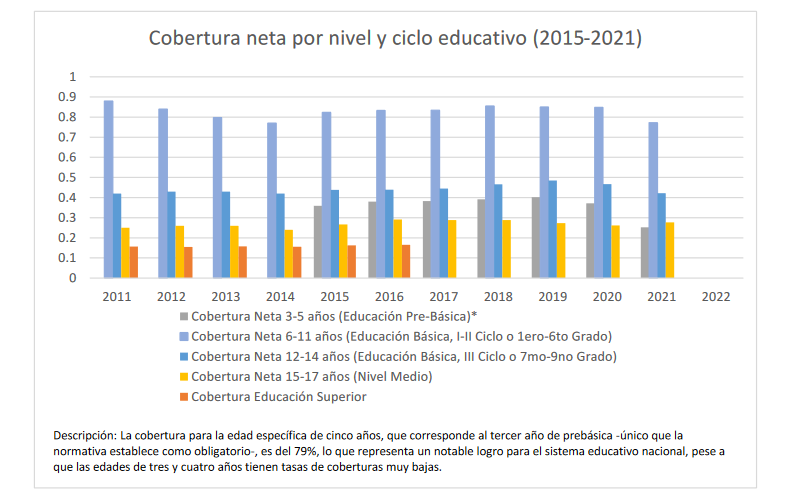 Cobertura neta por nivel y ciclo educativo (2015-2021)
1
0.9
0.8
0.7
0.6
0.5
0.4
0.3
0.2
0.1
0
2011 2012 2013 2014 2015 2016 2017 2018 2019 2020 2021 2022
Cobertura Neta 3-5 años (Educación Pre-Básica)*
Cobertura Neta 6-11 años (Educación Básica, I-II Ciclo o 1ero-6to Grado)
Cobertura Neta 12-14 años (Educación Básica, III Ciclo o 7mo-9no Grado)
Cobertura Neta 15-17 años (Nivel Medio)
Cobertura Educación Superior
Descripción: La cobertura para la edad específica de cinco años, que corresponde al tercer año de prebásica -único que la
normativa establece como obligatorio-, es del 79%, lo que representa un notable logro para el sistema educativo nacional, pese a
que las edades de tres y cuatro años tienen tasas de coberturas muy bajas.